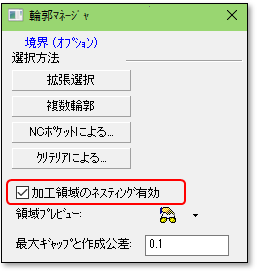 輪郭ﾏﾈｰｼﾞｬ
境界 (ｵﾌﾟｼｮﾝ)
選択方法
拡張選択
複数輪郭
NCﾎﾟｹｯﾄによる...
ｸﾘﾃﾘｱによる...
加工領域のﾈｽﾃｨﾝｸﾞ有効
領域ﾌﾟﾚﾋﾞｭｰ:
最大ｷﾞｬｯﾌﾟと作成公差: 0.1